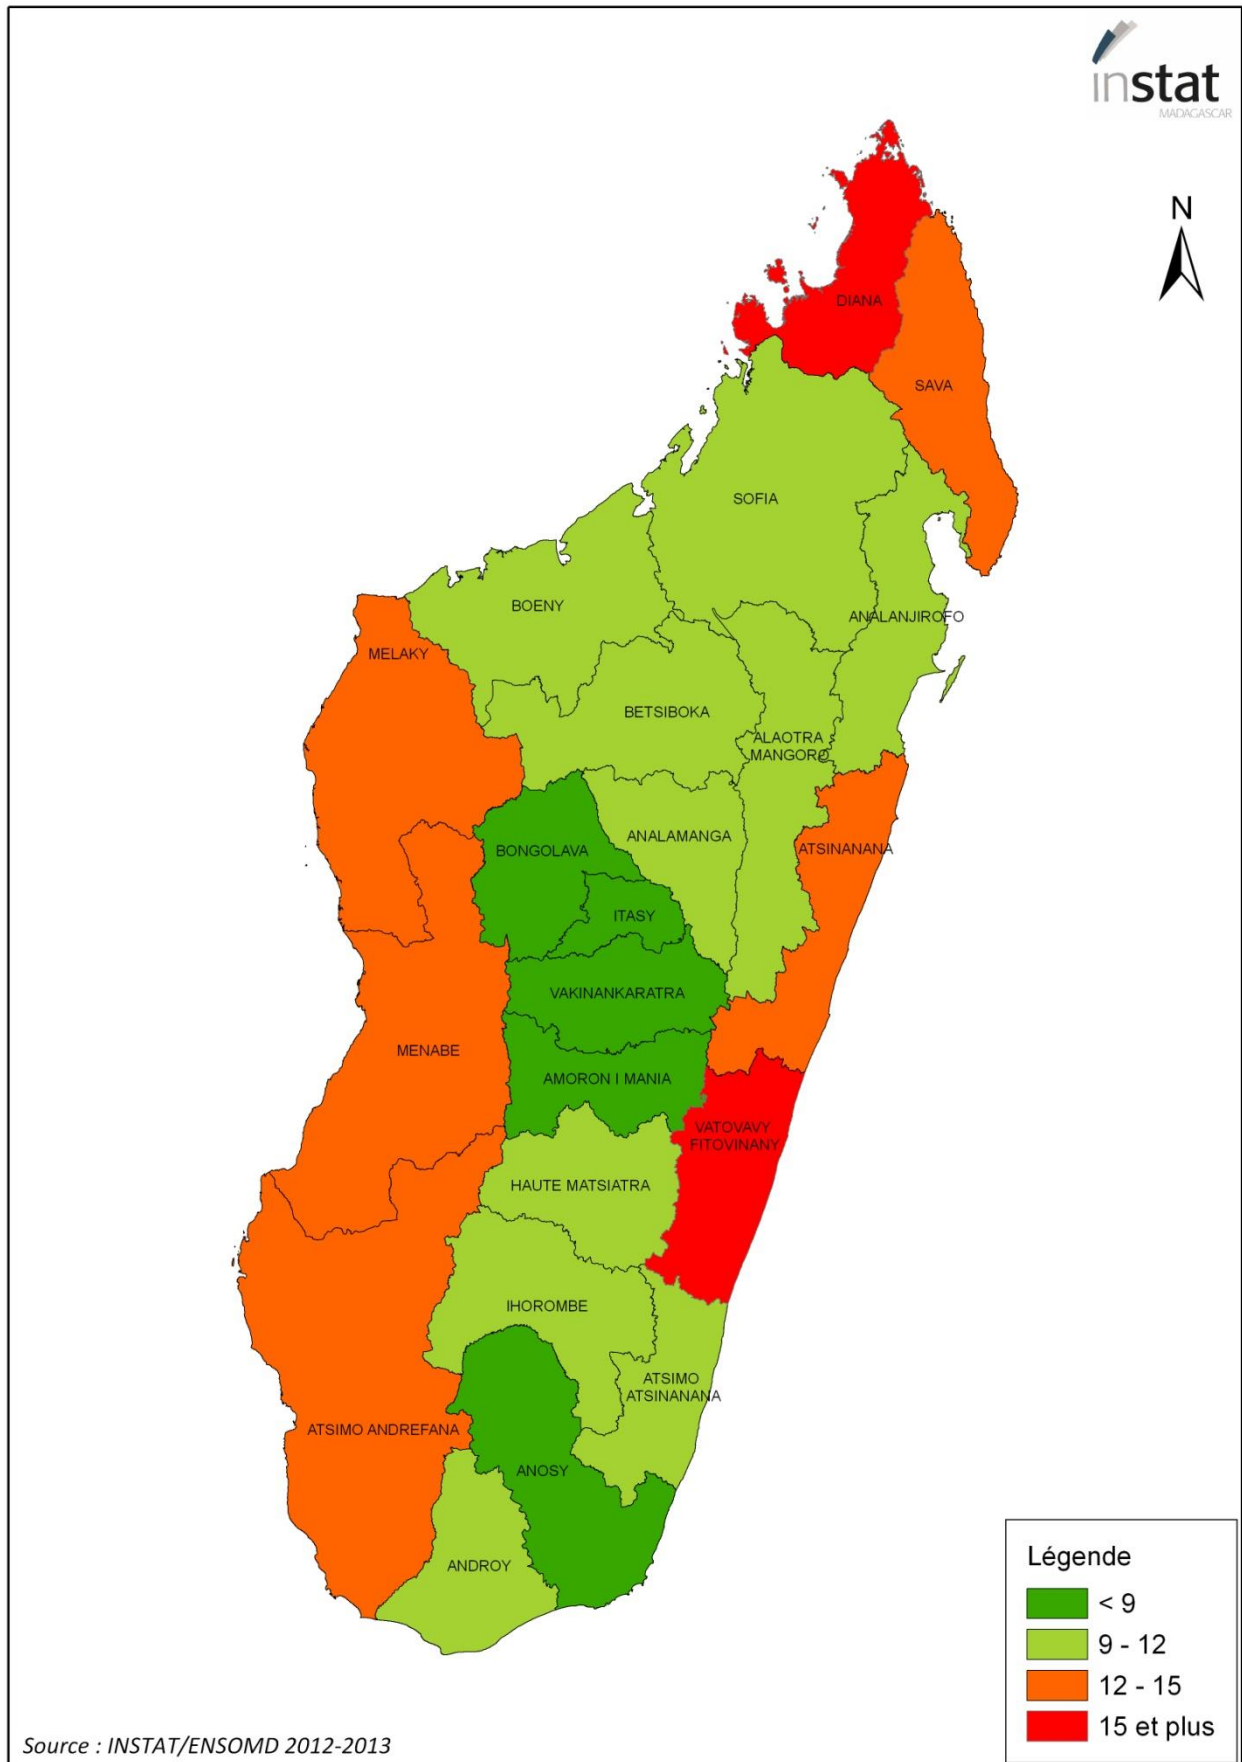 instat
MADAGASCAR
N
DIANA
SAVA
SOFIA
BOENY
ANALANJIROFO
MELAKY
BETSIBOKA
ALAOTRA
MANGORO
ANALAMANGA
BONGOLAVA
ATSINANANA
ITASY
VAKINANKARATRA
MENABE
AMORON I MANIA
VATOVAVY
FITOVINANY
HAUTE MATSIATRA
IHOROMBE
ATSIMO
ATSINANANA
ATSIMO ANDREFANA
ANOSY
ANDROY
Légende
< 9
9 - 12
12 - 15
15 et plus
Source : INSTAT/ENSOMD 2012-2013